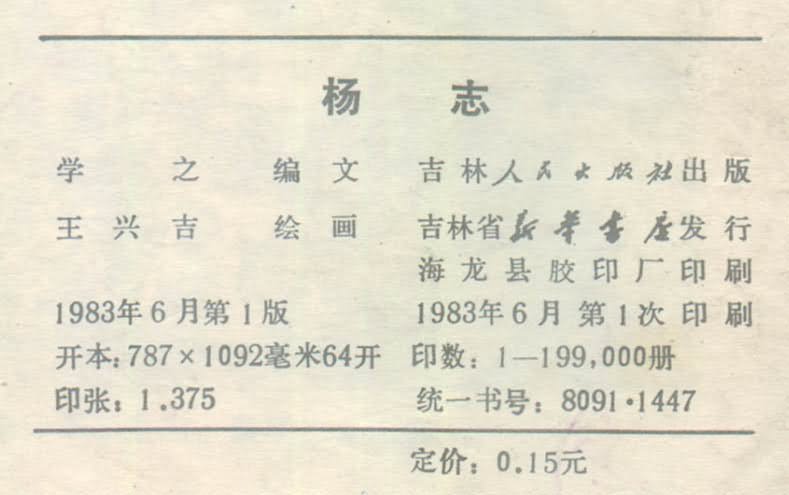 杨 志
学之编文 吉林人民出版社出版
王兴吉绘画 吉林省新华书店发行
海龙县胶印厂印刷
1983年6月第1版 1983年6月第1次印刷
开本:787×1092毫米64开 印数:1—199,000册
印张:1.375 统一书号:8091·1447
定价:0.15元